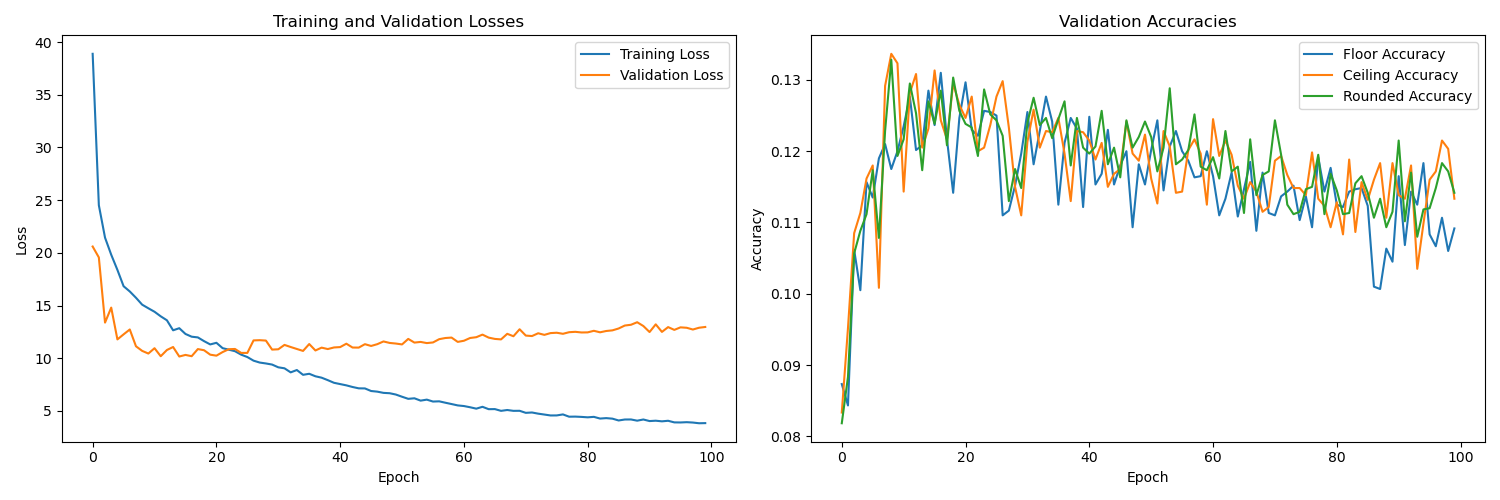 Training and Validation Losses
Loss
40
35
30
25
20
15
10
5
0
20
40
60
80
100
Epoch
Training Loss
Validation Loss
Validation Accuracies
Accuracy
0.13
0.12
0.11
0.10
0.09
0.08
0
20
40
60
80
100
Epoch
Floor Accuracy
Ceiling Accuracy
Rounded Accuracy